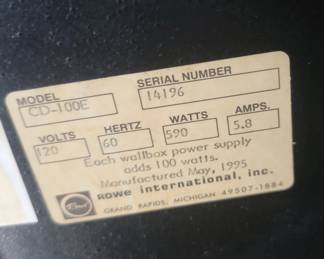 MODEL SERIAL NUMBER
CD-100E 14196
VOLTS HERTZ WATTS AMPS.
120 60 590 5.8
Each wallbox power supply
adds 100 watts.
Manufactured May, 1995
Rowe ROWE international, inc.
GRAND RAPIDS, MICHIGAN 49507-1884